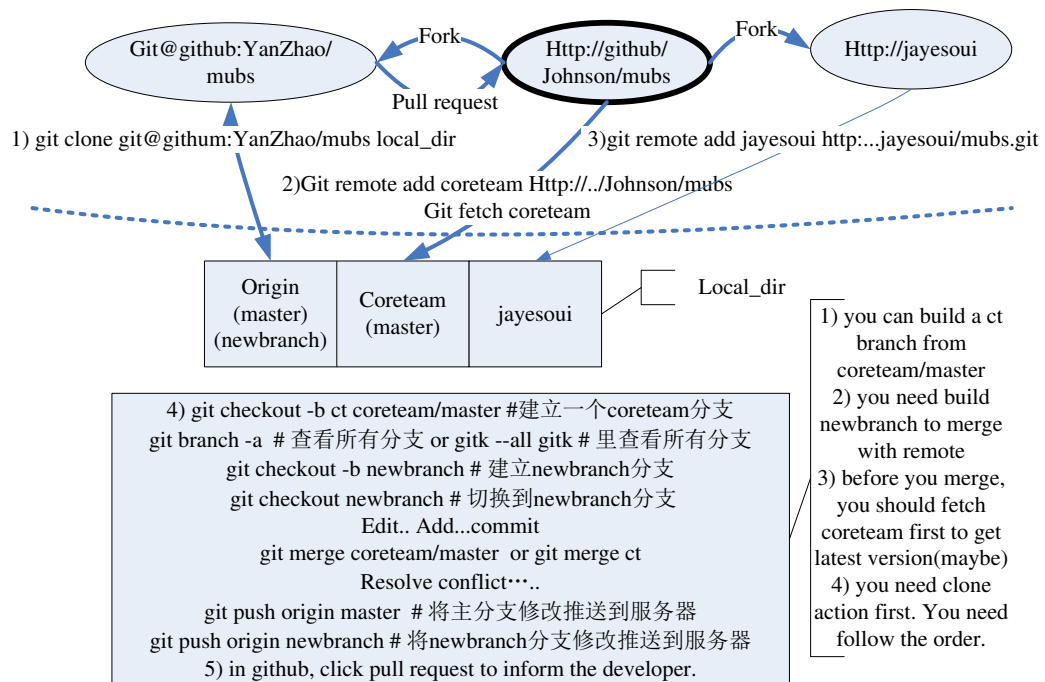 Git@github:YanZhao/
mubs
Fork
Pull request
Http://github/
Johnson/mubs
Fork
Http://jayesoui
1) git clone git@githum:YanZhao/mubs local_dir
3)git remote add jayesoui http:...jayesoui/mubs.git
2)Git remote add coreteam Http://../Johnson/mubs
Git fetch coreteam
Origin
(master)
(newbranch)
Coreteam
(master)
jayesoui
Local_dir
4) git checkout -b ct coreteam/master #建立一个coreteam分支
git branch -a # 查看所有分支 or gitk --all gitk # 里查看所有分支
git checkout -b newbranch # 建立newbranch分支
git checkout newbranch # 切换到newbranch分支
Edit.. Add...commit
git merge coreteam/master or git merge ct
Resolve conflict…..
git push origin master # 将主分支修改推送到服务器
git push origin newbranch # 将newbranch分支修改推送到服务器
5) in github, click pull request to inform the developer.
1) you can build a ct
branch from
coreteam/master
2) you need build
newbranch to merge
with remote
3) before you merge,
you should fetch
coreteam first to get
latest version(maybe)
4) you need clone
action first. You need
follow the order.